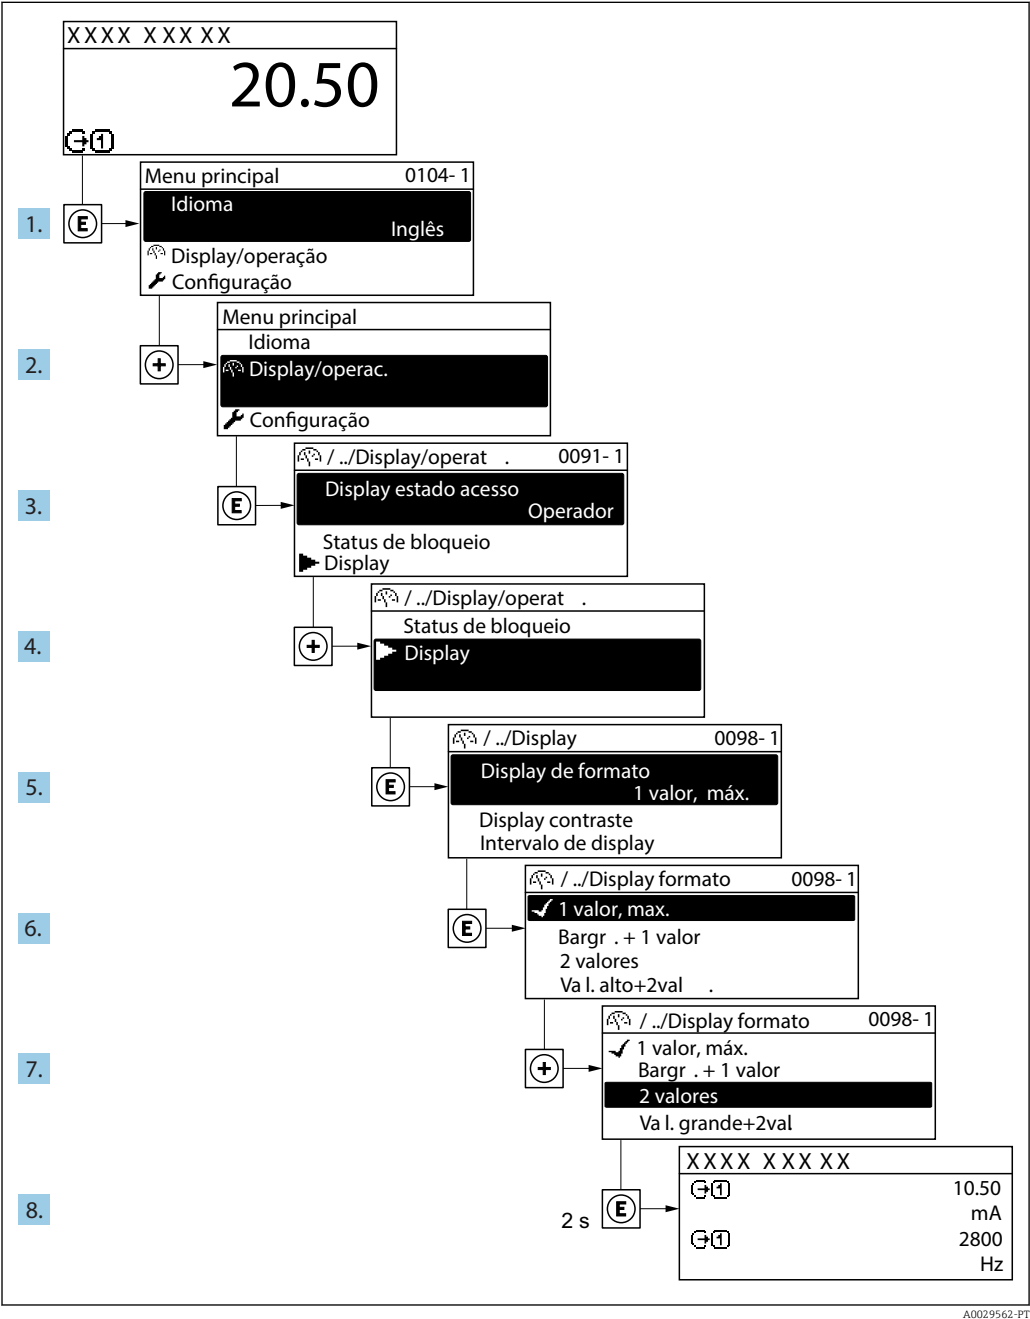 XXXX XXX XX
20.50
1
Menu principal 0104-1
Idioma
Inglês
1. E
Display/operação
Configuração
Menu principal
Idioma
2. + Display/operac.
Configuração
/ ../Display/operat . 0091-1
Display estado acesso
3. E
Operador
Status de bloqueio
Display
/ ../Display/operat .
Status de bloqueio
4. + Display
/ ../Display 0098-1
Display de formato
5. E
1 valor, máx.
Display contraste
Intervalo de display
/ ../Display formato 0098-1
1 valor, max.
6. E
Bargr . + 1 valor
2 valores
Va l. alto+2val .
/ ../Display formato 0098-1
1 valor, máx.
7. + Bargr . + 1 valor
2 valores
Va l. grande+2val
XXXX XXX XX
1 10.50
8. 2 s E mA
1 2800
Hz
A0029562-PT